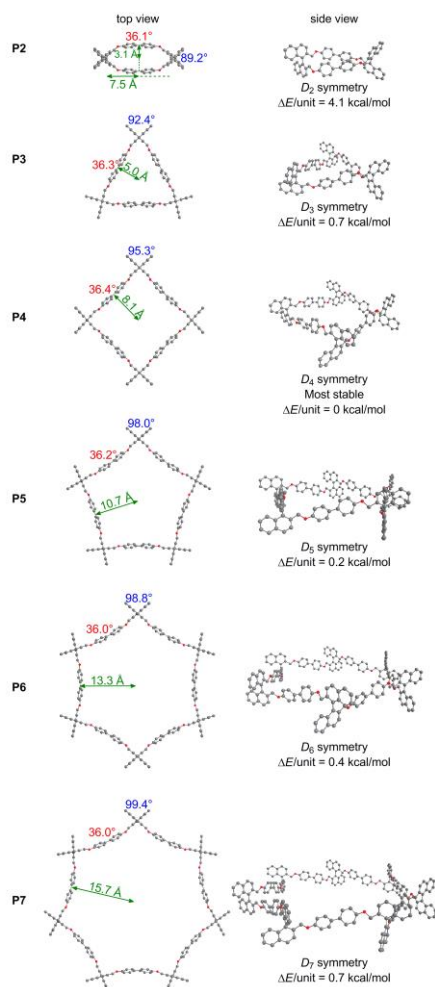 top view
side view
P2
36.1°
3.1 Å
89.2°
7.5 Å
D2 symmetry
ΔE/unit = 4.1 kcal/mol
P3
92.4°
36.3°
5.0 Å
D3 symmetry
ΔE/unit = 0.7 kcal/mol
P4
95.3°
36.4°
8.1 Å
D4 symmetry
Most stable
ΔE/unit = 0 kcal/mol
P5
98.0°
36.2°
10.7 Å
D5 symmetry
ΔE/unit = 0.2 kcal/mol
P6
98.8°
36.0°
13.3 Å
D6 symmetry
ΔE/unit = 0.4 kcal/mol
P7
99.4°
36.0°
15.7 Å
D7 symmetry
ΔE/unit = 0.7 kcal/mol